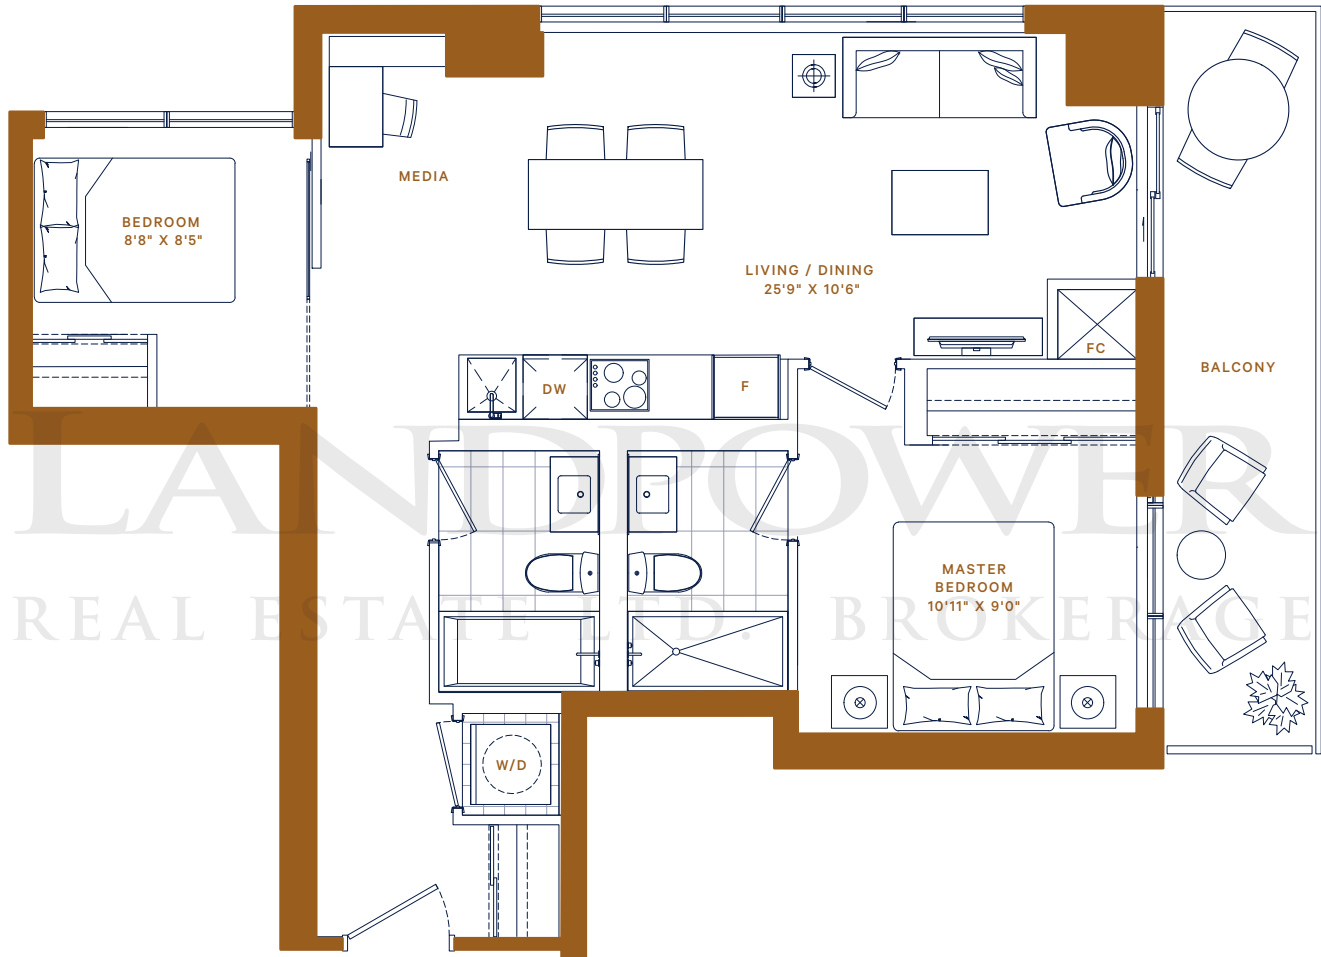 MEDIA
BEDROOM
8'8" X 8'5"
LIVING / DINING
25'9" X 10'6"
FC
BALCONY
DW
F
LANDPOWER
MASTER
BEDROOM
10'11" X 9'0"
REAL ESTATE LTD. BROKERAGE
W/D